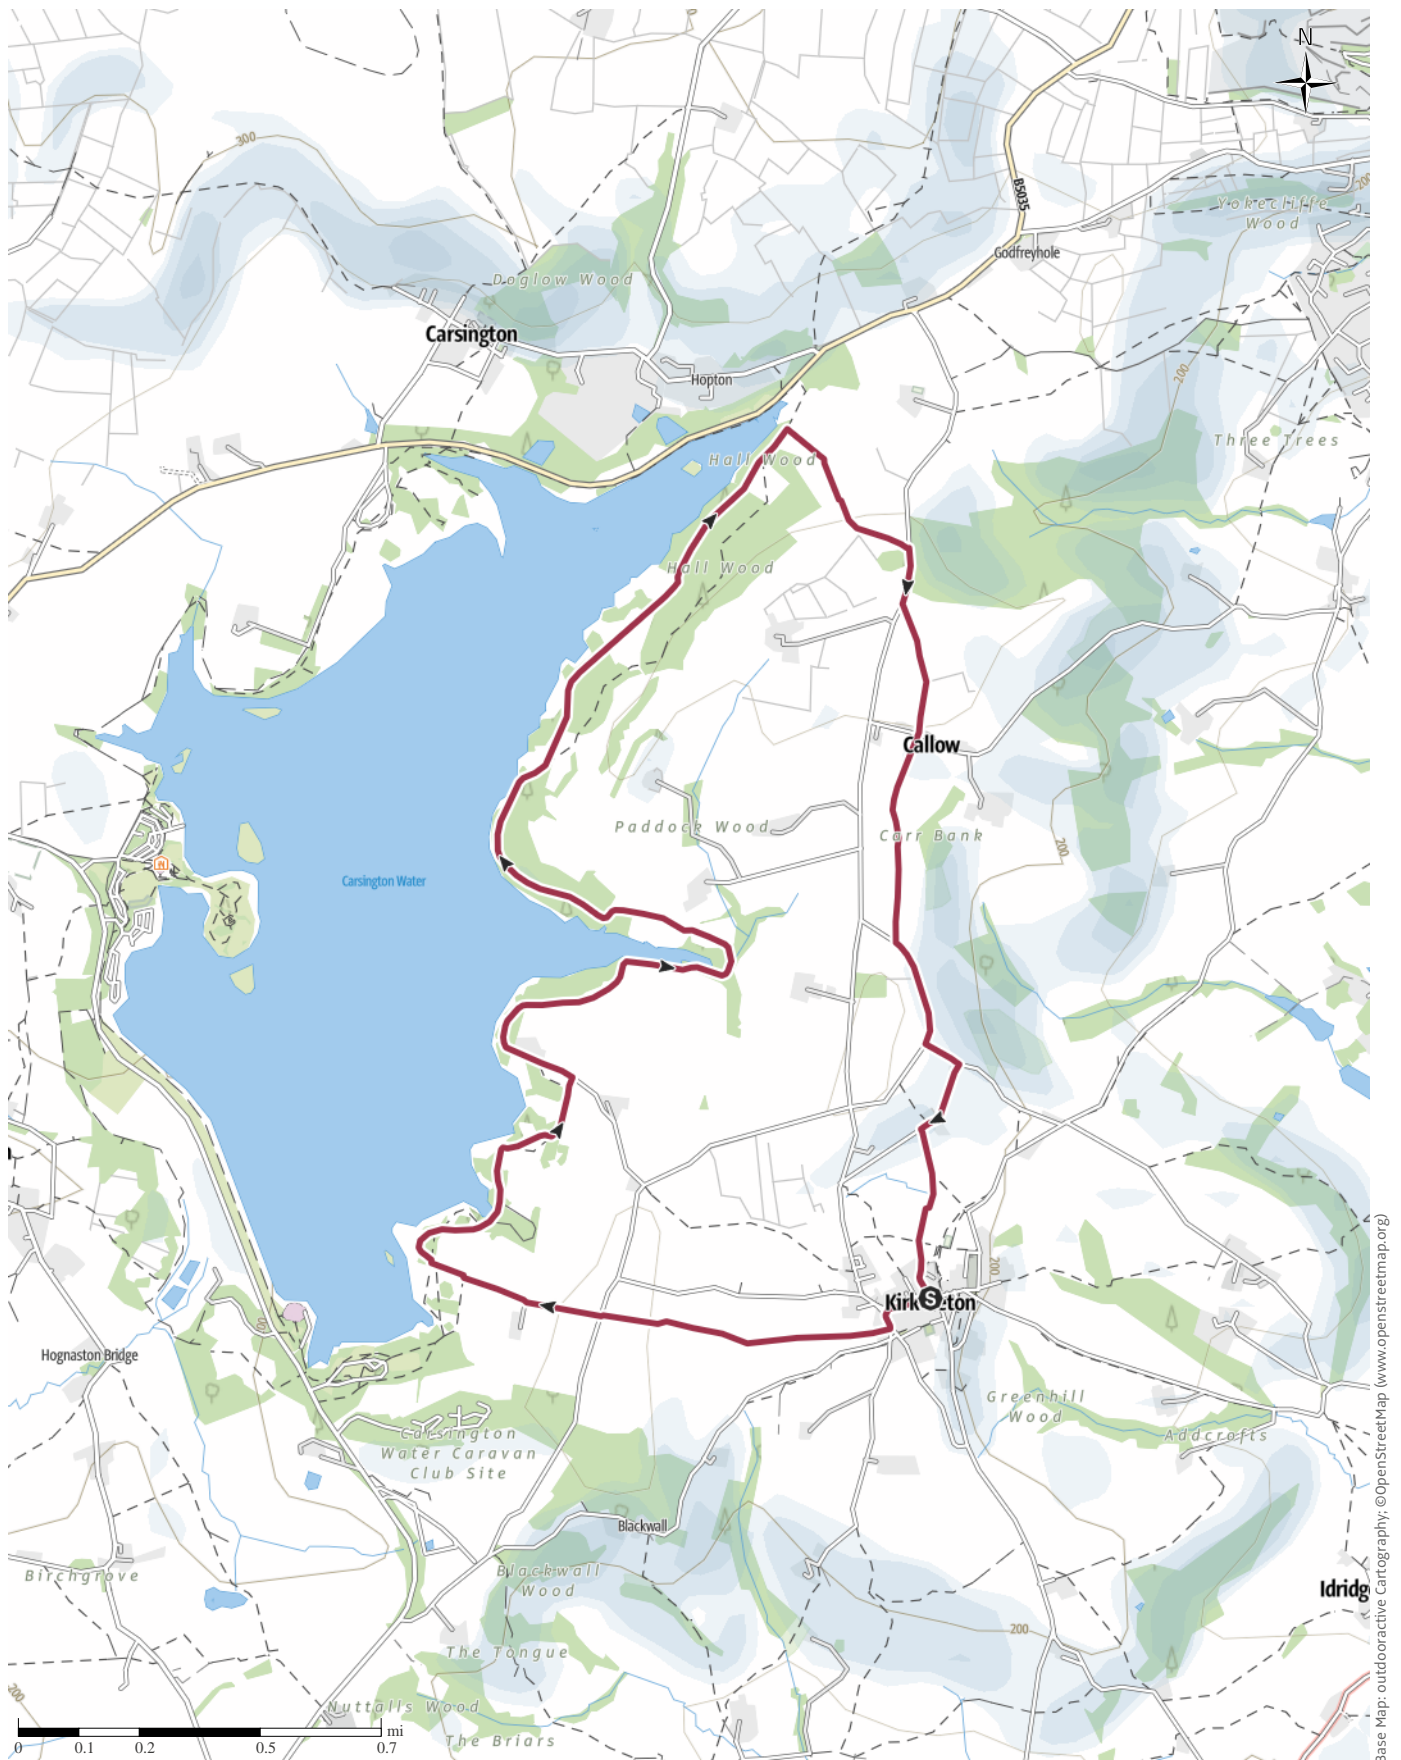 N
300
B5035
200
Yokecliffe
Wood
Godfreyhole
Doglow Wood
Carsington
Hopton
200
Three Trees
Hall Wood
Hall Wood
Callow
Paddock Wood
Carr Bank
200
Carsington Water
200
S
Hognaston Bridge
Greenhill
Wood
Addcrofts
Carsington
Water Caravan
Club Site
Blackwall
Birchgrove
Blackwall
Wood
Idridg
200
The Tongue
200
Nuttalls Wood
The Briars
mi
0 0.1 0.2 0.5 0.7
Base Map: outdooractive Cartography; ©OpenStreetMap (www.openstreetmap.org)